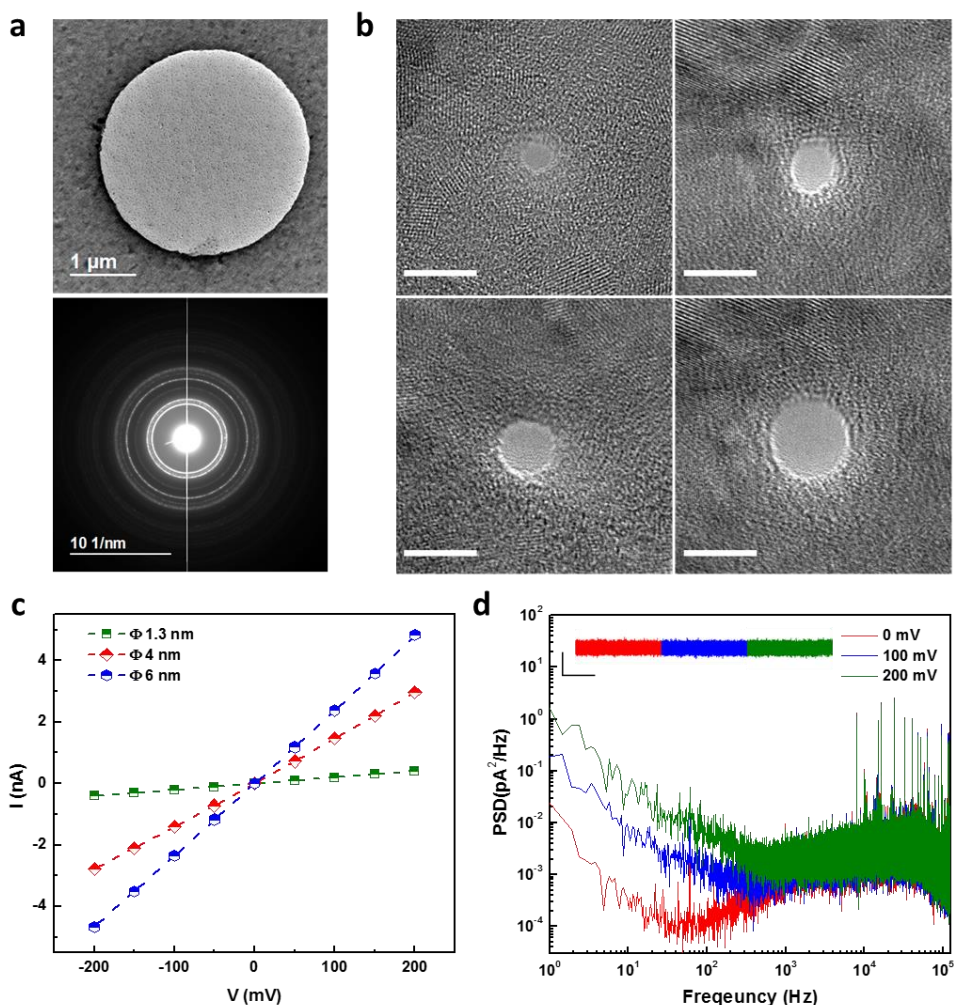 a
b
1 µm
10 1/nm
c
Φ 1.3 nm
Φ 4 nm
Φ 6 nm
I (nA)
4
2
0
-2
-4
-200
-100
0
100
200
V (mV)
d
0 mV
100 mV
200 mV
PSD(pA²/Hz)
10²
10¹
10⁰
10⁻¹
10⁻²
10⁻³
10⁻⁴
10⁰
10¹
10²
10³
10⁴
10⁵
Freqeuncy (Hz)